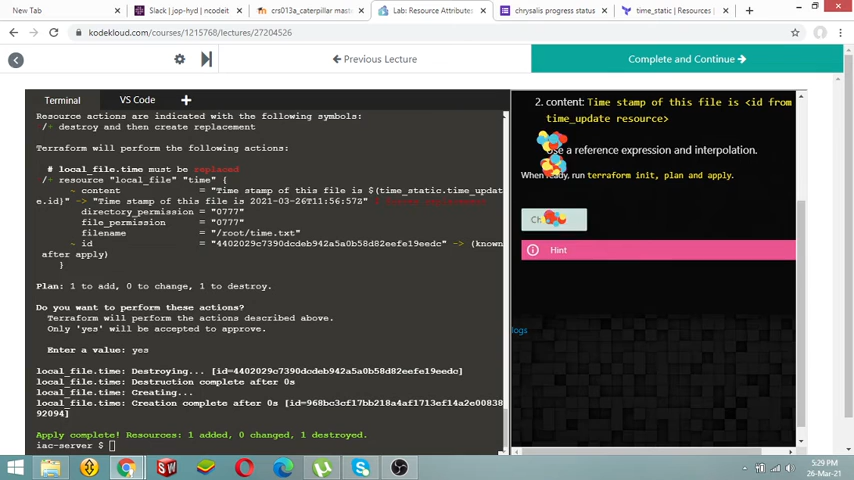 New Tab
Slack | jop-hyd | ncodeit
crs013a_caterpillar mast
Lab: Resource Attributes
chrysalis progress status
time_static | Resources |
kodekloud.com/courses/1215768/lectures/27204526
Previous Lecture
Complete and Continue
Terminal
VS Code
Resource actions are indicated with the following symbols:
-/+ destroy and then create replacement
Terraform will perform the following actions:
# local_file.time must be replaced
-/+ resource "local_file" "time" {
~ content = "Time stamp of this file is ${time_static.time_updat
e.id}" -> "Time stamp of this file is 2021-03-26T11:56:57Z"
directory_permission = "0777"
file_permission = "0777"
filename = "/root/time.txt"
~ id = "4402029c7390dcdeb942a5a0b58d82eefe19eedc" -> (known
after apply)
}
Plan: 1 to add, 0 to change, 1 to destroy.
Do you want to perform these actions?
Terraform will perform the actions described above.
Only 'yes' will be accepted to approve.
Enter a value: yes
local_file.time: Destroying... [id=4402029c7390dcdeb942a5a0b58d82eefe19eedc]
local_file.time: Destruction complete after 0s
local_file.time: Creating...
local_file.time: Creation complete after 0s [id=968bc3cf17bb218a4af1713ef14a2e00838
92094]
Apply complete! Resources: 1 added, 0 changed, 1 destroyed.
iac-server $
2. content: Time stamp of this file is <id from
time_update resource>
a reference expression and interpolation.
When ready, run terraform init, plan and apply.
Hint
logs
5:29 PM
26-Mar-21